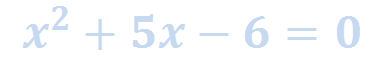 x² + 5x − 6 = 0